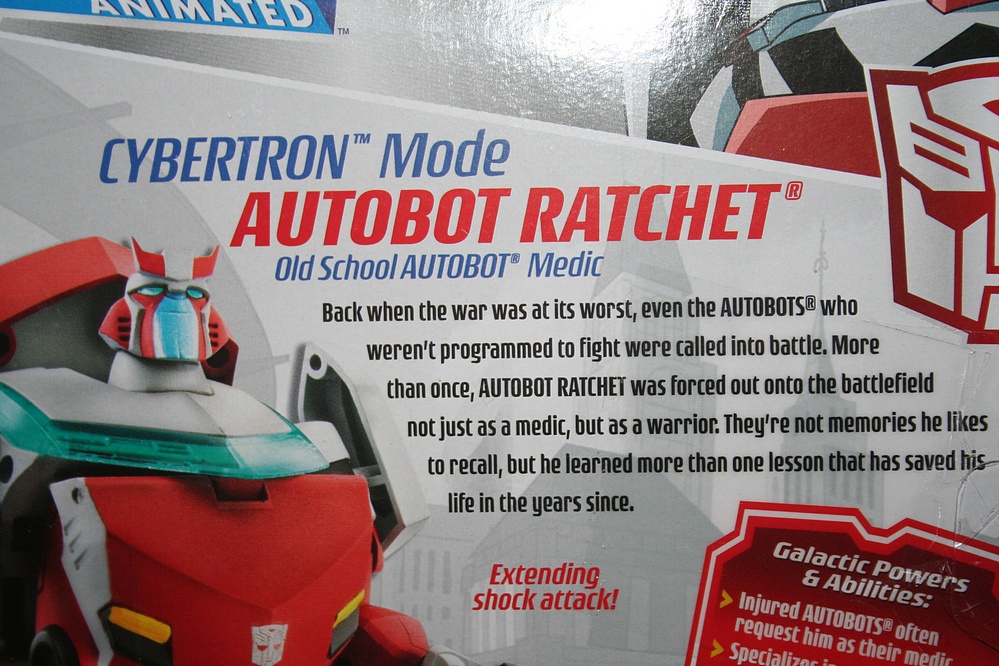 ANIMATED™
CYBERTRON™ Mode
AUTOBOT RATCHET®
Old School AUTOBOT® Medic
Back when the war was at its worst, even the AUTOBOTS® who
weren't programmed to fight were called into battle. More
than once, AUTOBOT RATCHET was forced out onto the battlefield
not just as a medic, but as a warrior. They're not memories he likes
to recall, but he learned more than one lesson that has saved his
life in the years since.
Extending
shock attack!
Galactic Powers
& Abilities:
Injured AUTOBOTS® often
request him as their medic
Specializes